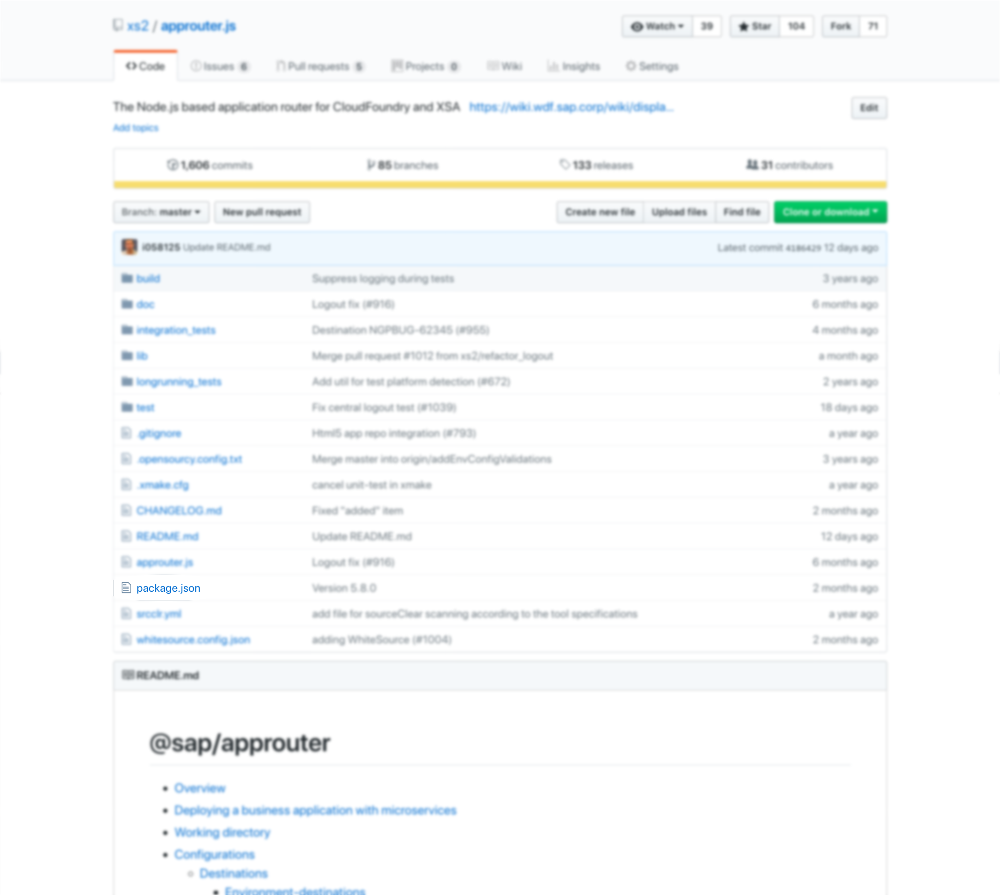 xs2 / approuter.js
Watch 39 Star 104 Fork 71
Code Issues 6 Pull requests 5 Projects 0 Wiki Insights Settings
The Node.js based application router for CloudFoundry and XSA https://wiki.wdf.sap.corp/wiki/displa... Edit
Add topics
1,606 commits 85 branches 133 releases 31 contributors
Branch: master New pull request Create new file Upload files Find file Clone or download
i058125 Update README.md Latest commit 4186429 12 days ago
build Suppress logging during tests 3 years ago
doc Logout fix (#916) 6 months ago
integration_tests Destination NGPBUG-62345 (#955) 4 months ago
lib Merge pull request #1012 from xs2/refactor_logout a month ago
longrunning_tests Add util for test platform detection (#672) 2 years ago
test Fix central logout test (#1039) 18 days ago
.gitignore Html5 app repo integration (#793) a year ago
.opensourcy.config.txt Merge master into origin/addEnvConfigValidations 3 years ago
.xmake.cfg cancel unit-test in xmake a year ago
CHANGELOG.md Fixed "added" item 2 months ago
README.md Update README.md 12 days ago
approuter.js Logout fix (#916) 6 months ago
package.json Version 5.8.0 2 months ago
srcclr.yml add file for sourceClear scanning according to the tool specifications a year ago
whitesource.config.json adding WhiteSource (#1004) 2 months ago
README.md
@sap/approuter
• Overview
• Deploying a business application with microservices
• Working directory
• Configurations
◦ Destinations
▪ Environment-destinations